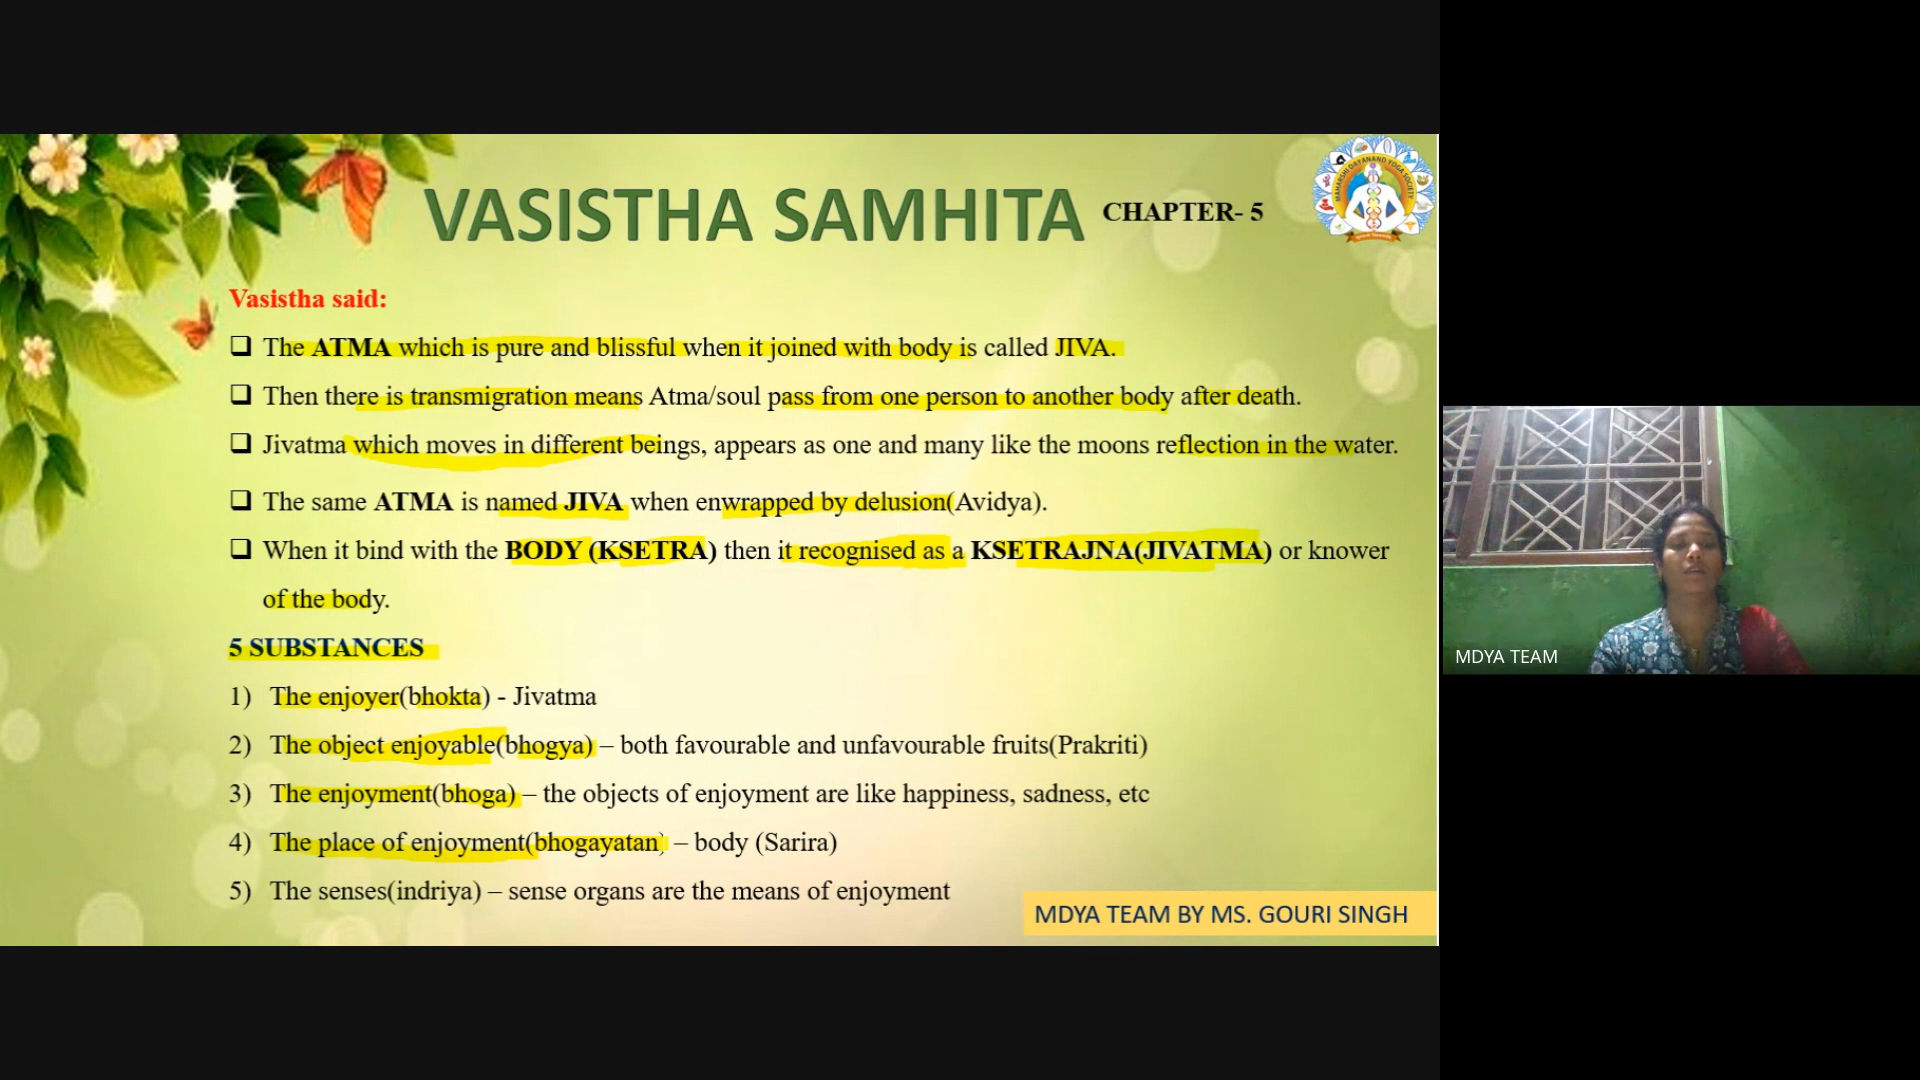 VASISTHA SAMHITA CHAPTER- 5
MAHARSHI DAYANAND YOGA SOCIETY
Vasistha said:
❑ The ATMA which is pure and blissful when it joined with body is called JIVA.
❑ Then there is transmigration means Atma/soul pass from one person to another body after death.
❑ Jivatma which moves in different beings, appears as one and many like the moons reflection in the water.
❑ The same ATMA is named JIVA when enwrapped by delusion(Avidya).
❑ When it bind with the BODY (KSETRA) then it recognised as a KSETRAJNA(JIVATMA) or knower
of the body.
5 SUBSTANCES
1) The enjoyer(bhokta) - Jivatma
2) The object enjoyable(bhogya) – both favourable and unfavourable fruits(Prakriti)
3) The enjoyment(bhoga) – the objects of enjoyment are like happiness, sadness, etc
4) The place of enjoyment(bhogayatan) – body (Sarira)
5) The senses(indriya) – sense organs are the means of enjoyment
MDYA TEAM BY MS. GOURI SINGH
MDYA TEAM